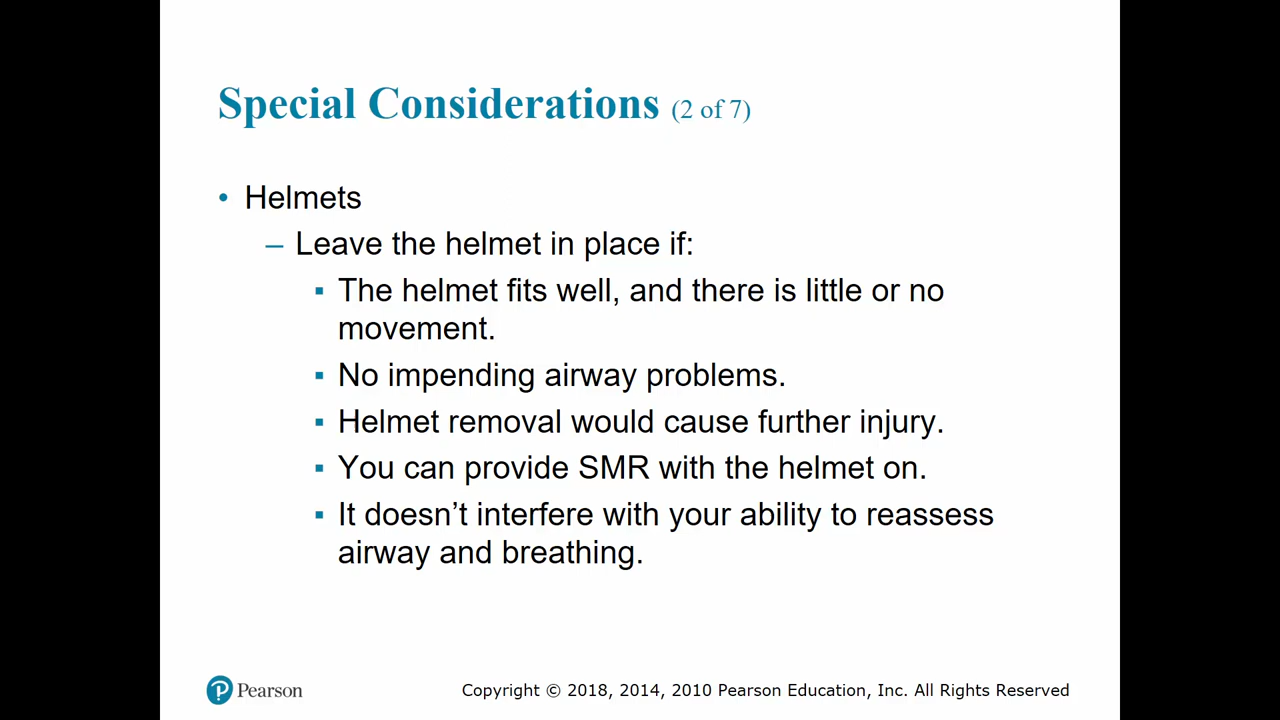 Special Considerations (2 of 7)
• Helmets
– Leave the helmet in place if:
▪ The helmet fits well, and there is little or no
movement.
▪ No impending airway problems.
▪ Helmet removal would cause further injury.
▪ You can provide SMR with the helmet on.
▪ It doesn’t interfere with your ability to reassess
airway and breathing.
Pearson
Copyright © 2018, 2014, 2010 Pearson Education, Inc. All Rights Reserved